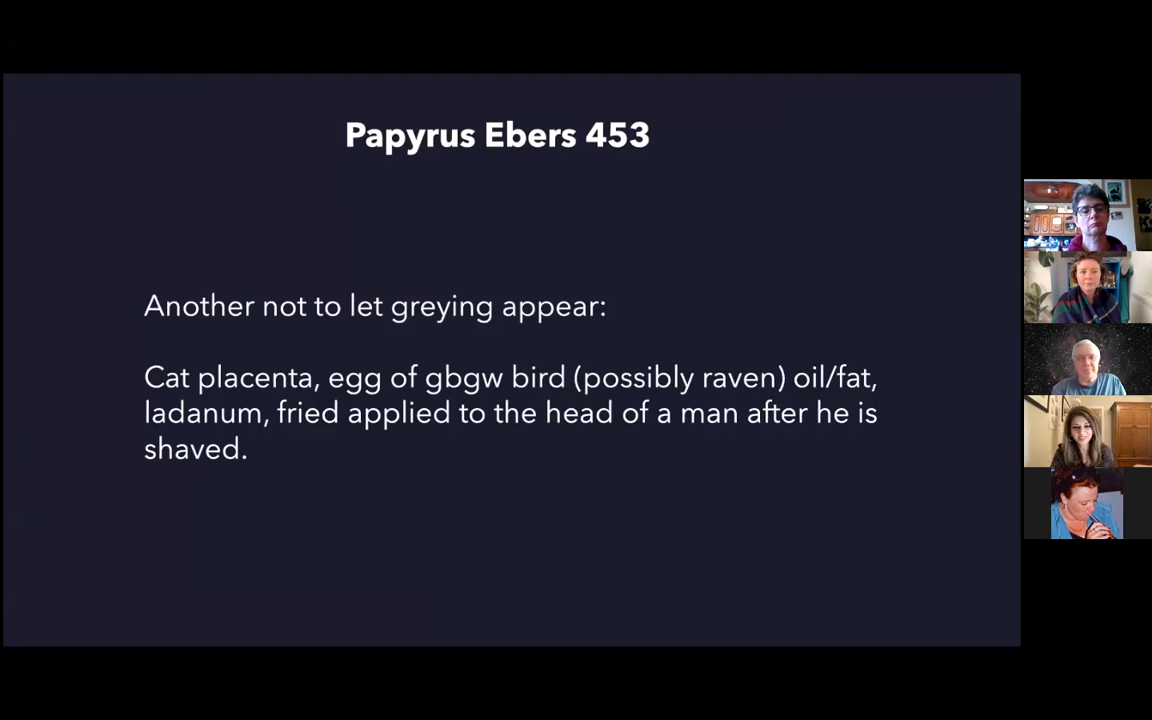 Papyrus Ebers 453
Another not to let greying appear:
Cat placenta, egg of gbgw bird (possibly raven) oil/fat,
ladanum, fried applied to the head of a man after he is
shaved.